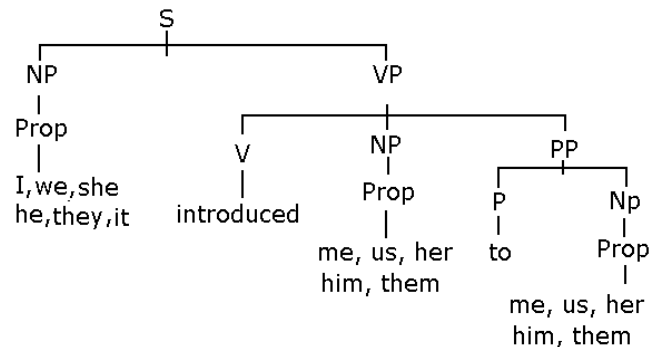 S
NP VP
Prop
V NP PP
I,we,she
he,they,it
introduced
Prop
P Np
me, us, her
him, them
to
Prop
me, us, her
him, them